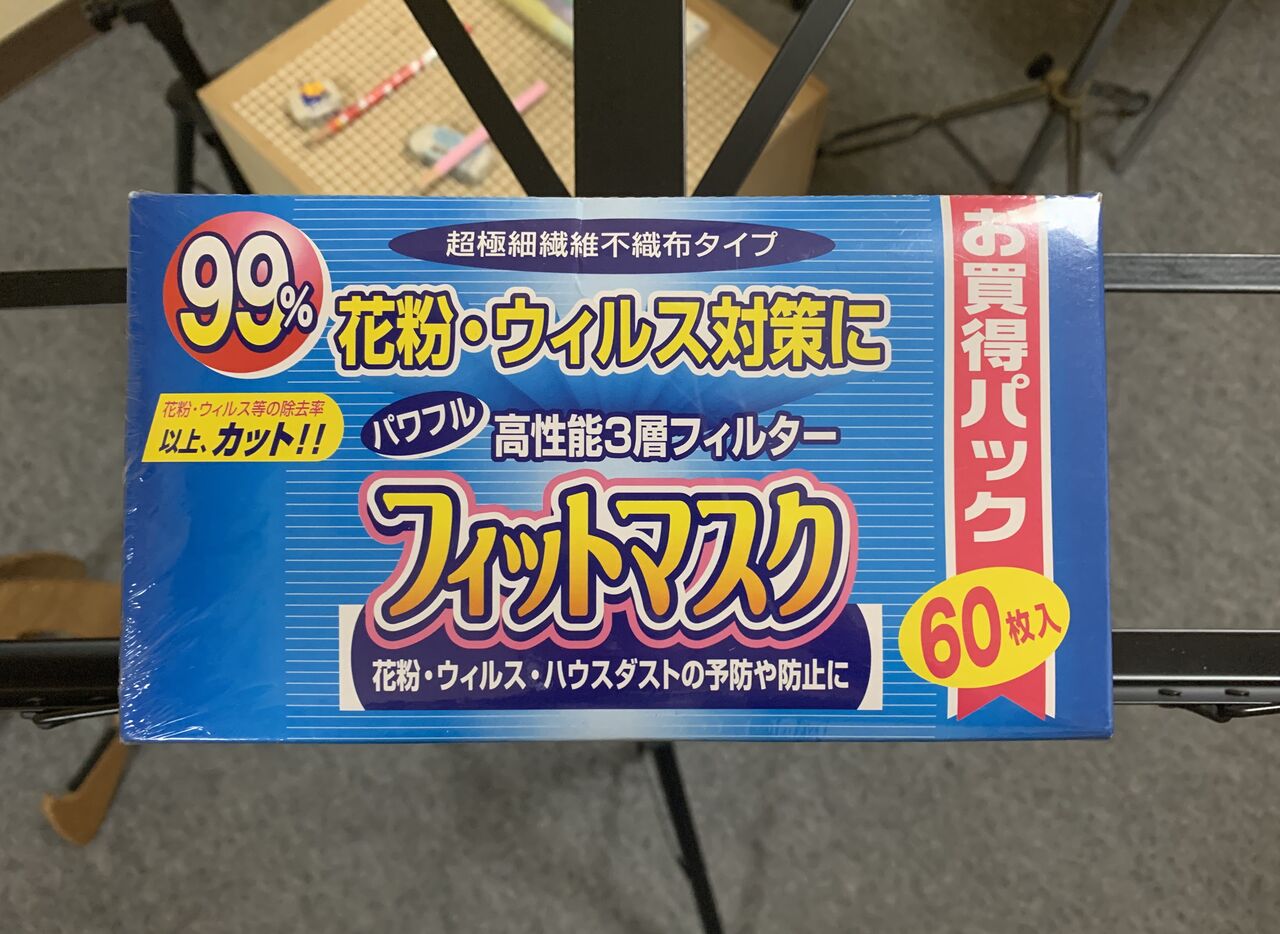 超極細繊維不織布タイプ
99%
花粉・ウィルス対策に
花粉・ウィルス等の除去率
以上、カット!!
パワフル
高性能3層フィルター
フィットマスク
花粉・ウィルス・ハウスダストの予防や防止に
お買得パック
60枚入